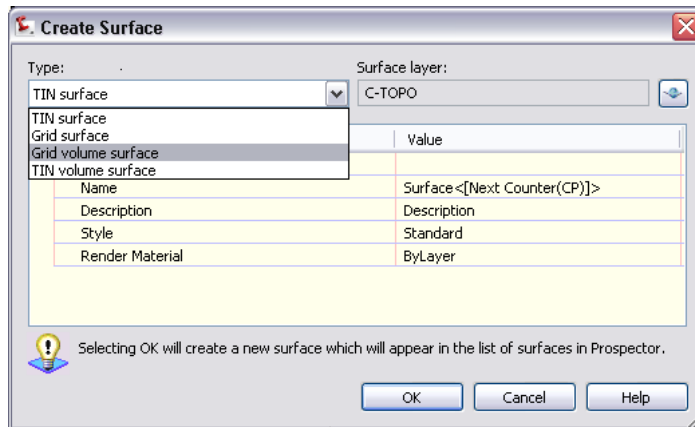 Create Surface
Type:
Surface layer:
TIN surface
C-TOPO
TIN surface
Grid surface
Grid volume surface
TIN volume surface
Value
Name
Surface<[Next Counter(CP)]>
Description
Description
Style
Standard
Render Material
ByLayer
Selecting OK will create a new surface which will appear in the list of surfaces in Prospector.
OK
Cancel
Help